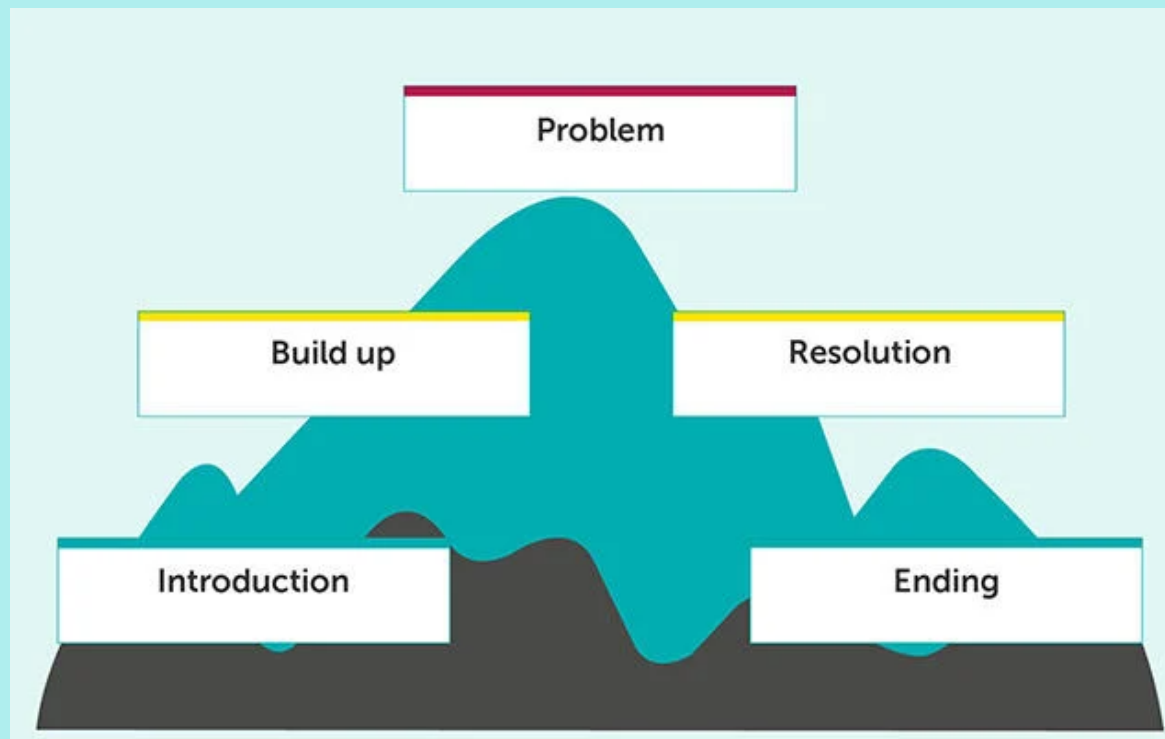 Problem
Build up
Resolution
Introduction
Ending